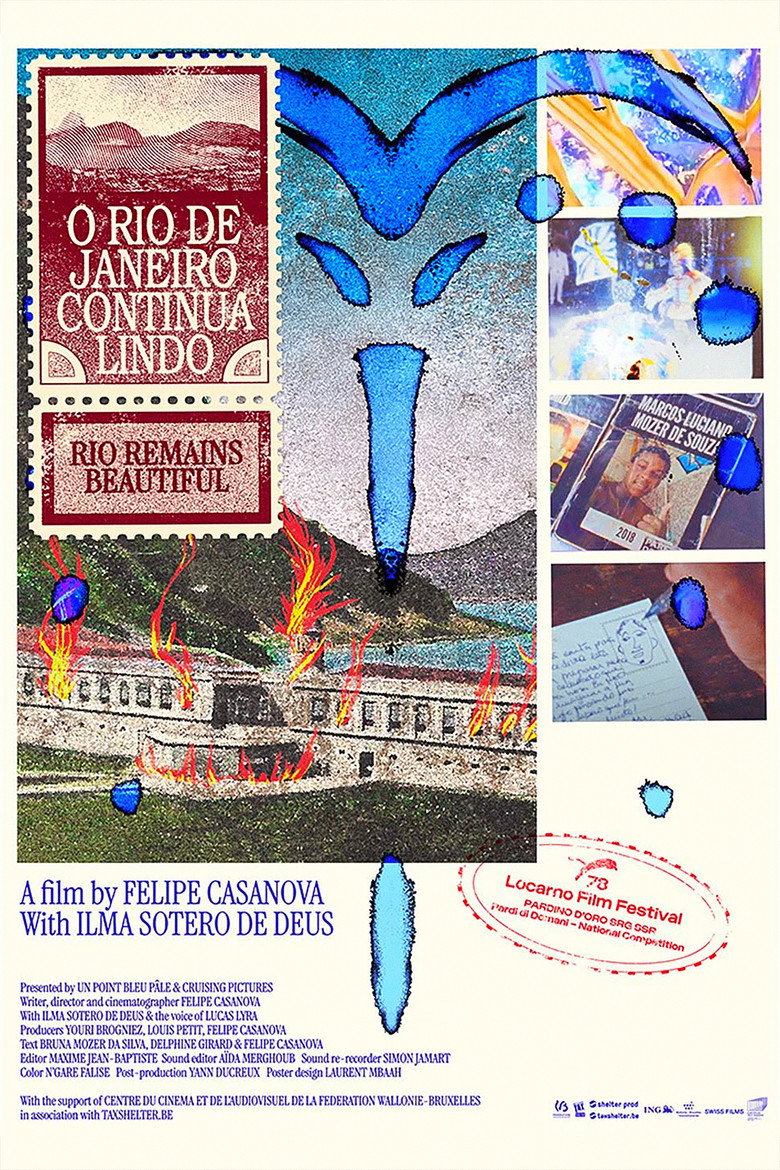 O RIO DE
JANEIRO
CONTINUA
LINDO
RIO REMAINS
BEAUTIFUL
MARCOS LUCIANO
MOZER DE SOUZA
2018
A film by FELIPE CASANOVA
With ILMA SOTERO DE DEUS
78
Locarno Film Festival
PARDINO D'ORO SRG SSR
Pardi di Domani – National Competition
Presented by UN POINT BLEU PÂLE & CRUISING PICTURES
Writer, director and cinematographer FELIPE CASANOVA
With ILMA SOTERO DE DEUS & the voice of LUCAS LYRA
Producers YOURI BROGNIEZ, LOUIS PETIT, FELIPE CASANOVA
Text BRUNA MOZER DA SILVA, DELPHINE GIRARD & FELIPE CASANOVA
Editor MAXIME JEAN-BAPTISTE Sound editor AÏDA MERGHOUB Sound re-recorder SIMON JAMART
Color N'GARE FALISE Post-production YANN DUCREUX Poster design LAURENT MBAAH
With the support of CENTRE DU CINEMA ET DE L'AUDIOVISUEL DE LA FEDERATION WALLONIE-BRUXELLES
in association with TAXSHELTER.BE
shelter prod
taxshelter.be
ING
SWISS FILMS